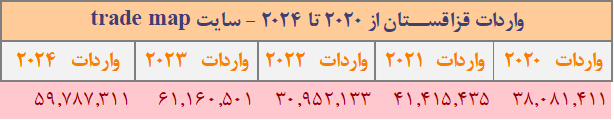 واردات قزاقستان از ۲۰۲۰ تا ۲۰۲۴ - سایت trade map
واردات ۲۰۲۰ واردات ۲۰۲۱ واردات ۲۰۲۲ واردات ۲۰۲۳ واردات ۲۰۲۴
۳۸,۰۸۱,۴۱۱ ۴۱,۴۱۵,۴۳۵ ۳۰,۹۵۲,۱۳۳ ۶۱,۱۶۰,۵۰۱ ۵۹,۷۸۷,۳۱۱